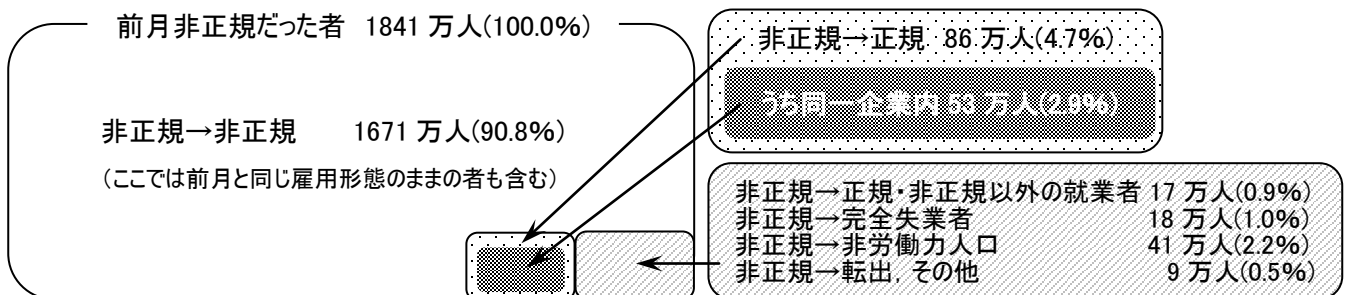 前月非正規だった者 1841 万人(100.0%)
非正規→非正規 1671 万人(90.8%)
(ここでは前月と同じ雇用形態のままの者も含む)
非正規→正規 86 万人(4.7%)
うち同一企業内 53 万人(2.9%)
非正規→正規・非正規以外の就業者 17 万人(0.9%)
非正規→完全失業者 18 万人(1.0%)
非正規→非労働力人口 41 万人(2.2%)
非正規→転出，その他 9 万人(0.5%)